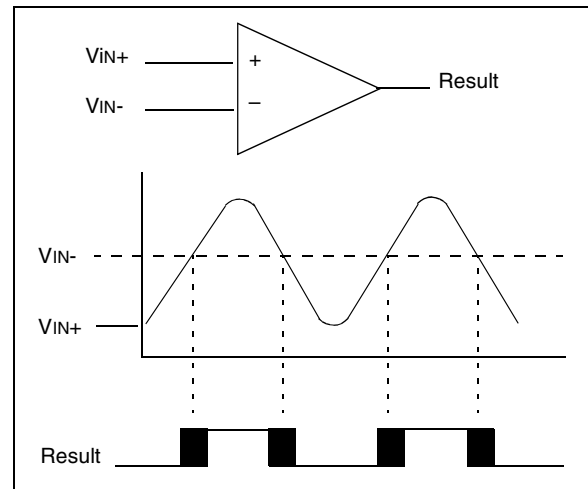 ViN+
+
Result
VIN-
–
VIN-
VIN+
Result